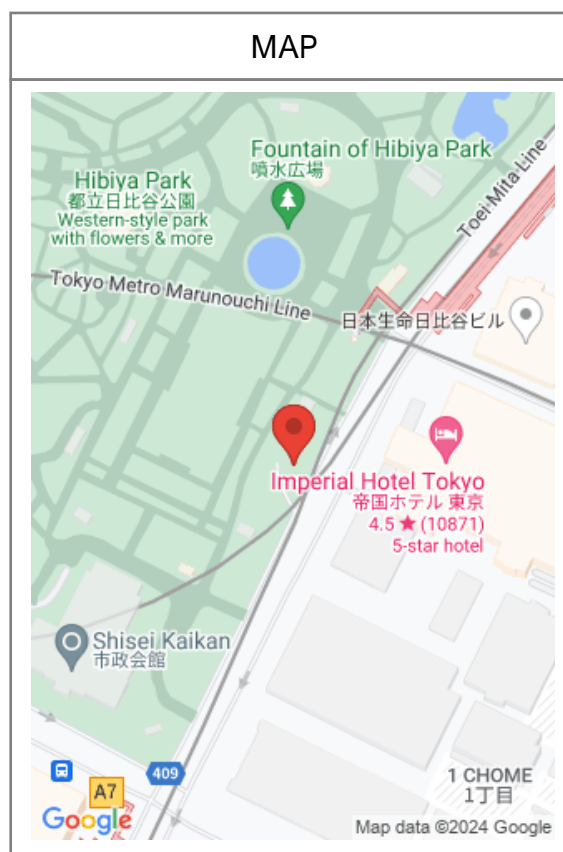 MAP
Fountain of Hibiya Park
噴水広場
Hibiya Park
都立日比谷公園
Western-style park
with flowers & more
Toei Mita Line
Tokyo Metro Marunouchi Line
日本生命日比谷ビル
Imperial Hotel Tokyo
帝国ホテル 東京
4.5 ★ (10871)
5-star hotel
Shisei Kaikan
市政会館
409
A7
1 CHOME
1丁目
Google
Map data ©2024 Google